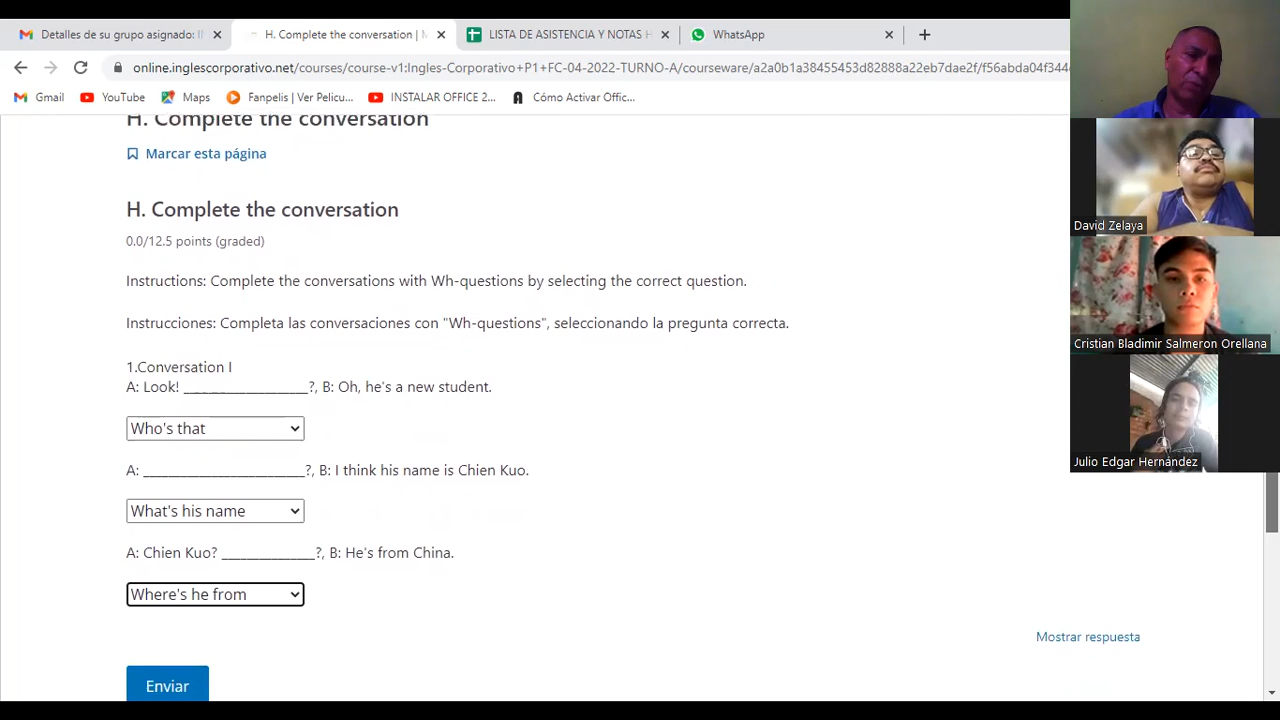 Detalles de su grupo asignado: I
H. Complete the conversation | M
LISTA DE ASISTENCIA Y NOTAS H
WhatsApp
online.inglescorporativo.net/courses/course-v1:Ingles-Corporativo+P1+FC-04-2022-TURNO-A/courseware/a2a0b1a38455453d82888a22eb7dae2f/f56abda04f344
Gmail
YouTube
Maps
Fanpelis | Ver Pelicu...
INSTALAR OFFICE 2...
Cómo Activar Offic...
H. Complete the conversation
Marcar esta página
H. Complete the conversation
0.0/12.5 points (graded)
Instructions: Complete the conversations with Wh-questions by selecting the correct question.
Instrucciones: Completa las conversaciones con "Wh-questions", seleccionando la pregunta correcta.
1.Conversation I
A: Look! ________________?, B: Oh, he's a new student.
Who's that
A: _____________________?, B: I think his name is Chien Kuo.
What's his name
A: Chien Kuo? ____________?, B: He's from China.
Where's he from
Mostrar respuesta
Enviar
David Zelaya
Cristian Bladimir Salmeron Orellana
Julio Edgar Hernández